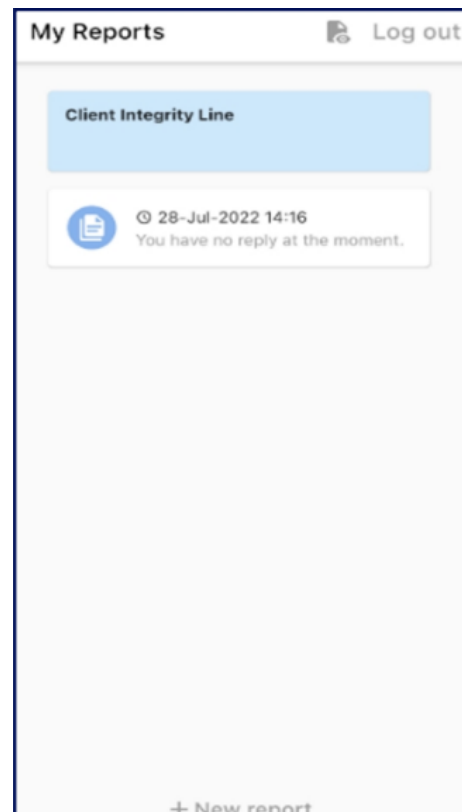 My Reports
Log out
Client Integrity Line
28-Jul-2022 14:16
You have no reply at the moment.
+ New report